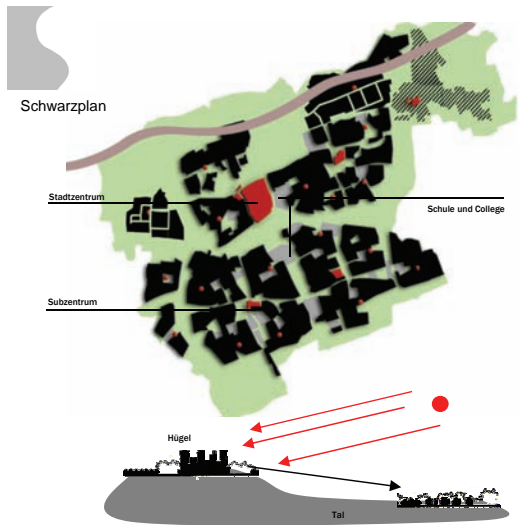 Schwarzplan
Stadtzentrum
Schule und College
Subzentrum
Hügel
Tal